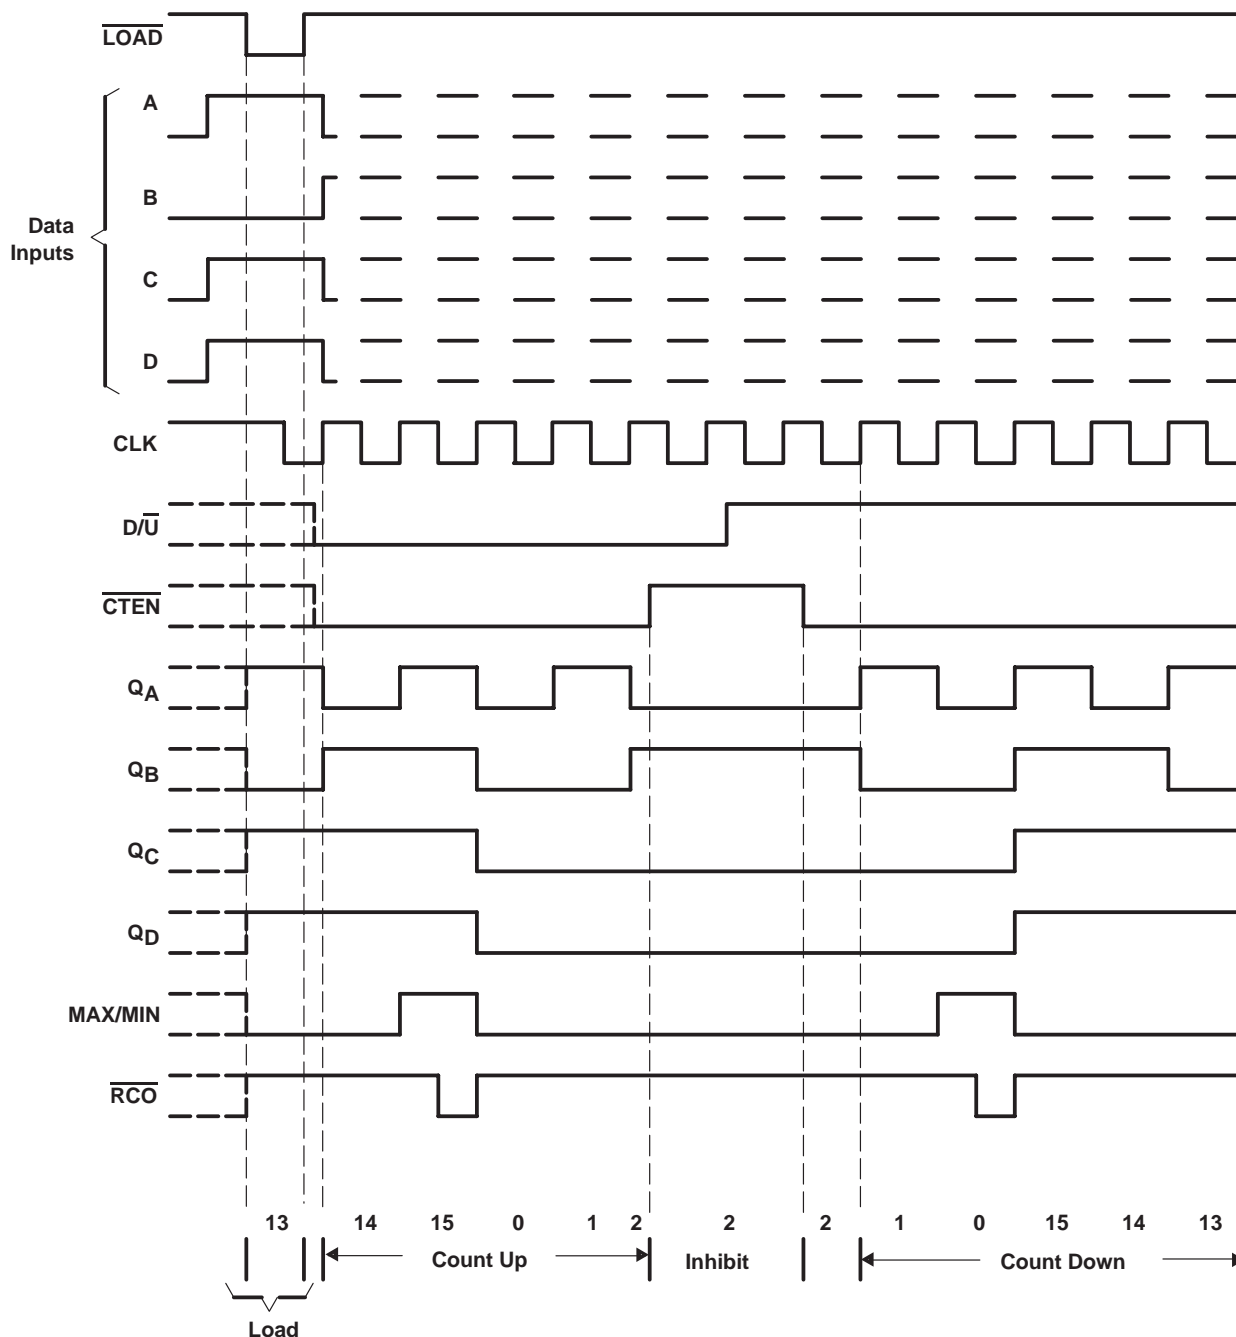 LOAD
A
B
Data
Inputs
C
D
CLK
D/U
CTEN
QA
QB
QC
QD
MAX/MIN
RCO
13 14 15 0 1 2 2 2 1 0 15 14 13
Count Up Inhibit Count Down
Load